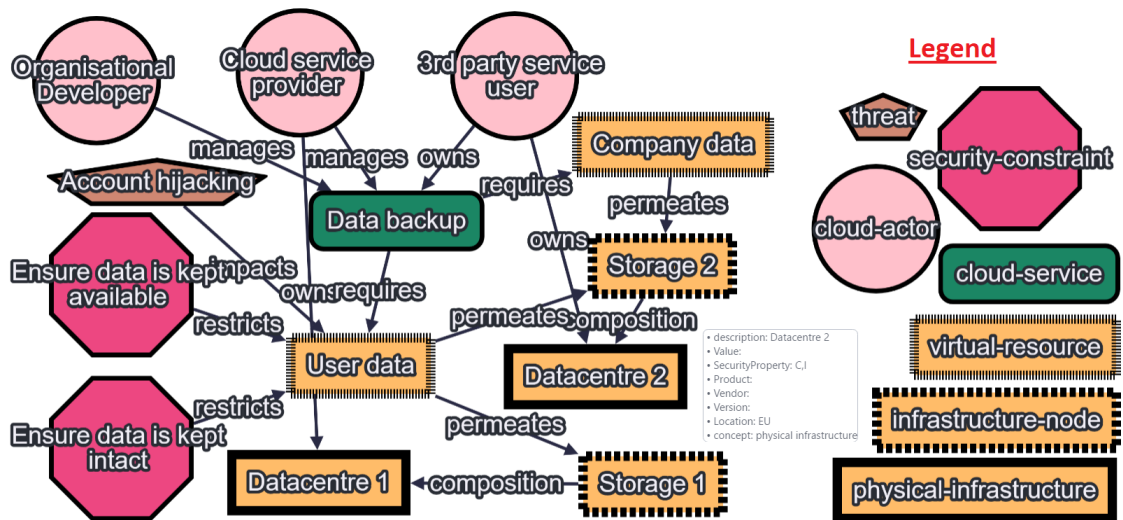 Organisational
Developer
Cloud service
provider
3rd party service
user
Legend
threat
security-constraint
Company data
manages
manages
owns
Account hijacking
requires
permeates
Data backup
cloud-actor
owns
Ensure data is kept
available
impacts
Storage 2
cloud-service
owns
requires
restricts
permeates
composition
• description: Datacentre 2
• Value:
• SecurityProperty: C,I
• Product:
• Vendor:
• Version:
• Location: EU
• concept: physical infrastructure
virtual-resource
User data
Datacentre 2
restricts
permeates
infrastructure-node
Ensure data is kept
intact
Datacentre 1
composition
Storage 1
physical-infrastructure